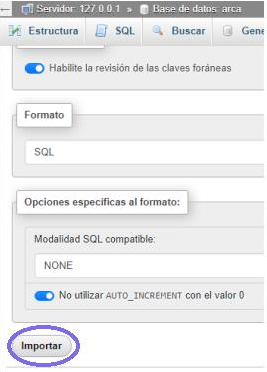 Servidor: 127.0.0.1 » Base de datos: arca
Estructura SQL Buscar Gene
Habilite la revisión de las claves foráneas
Formato
SQL
Opciones específicas al formato:
Modalidad SQL compatible:
NONE
No utilizar AUTO_INCREMENT con el valor 0
Importar